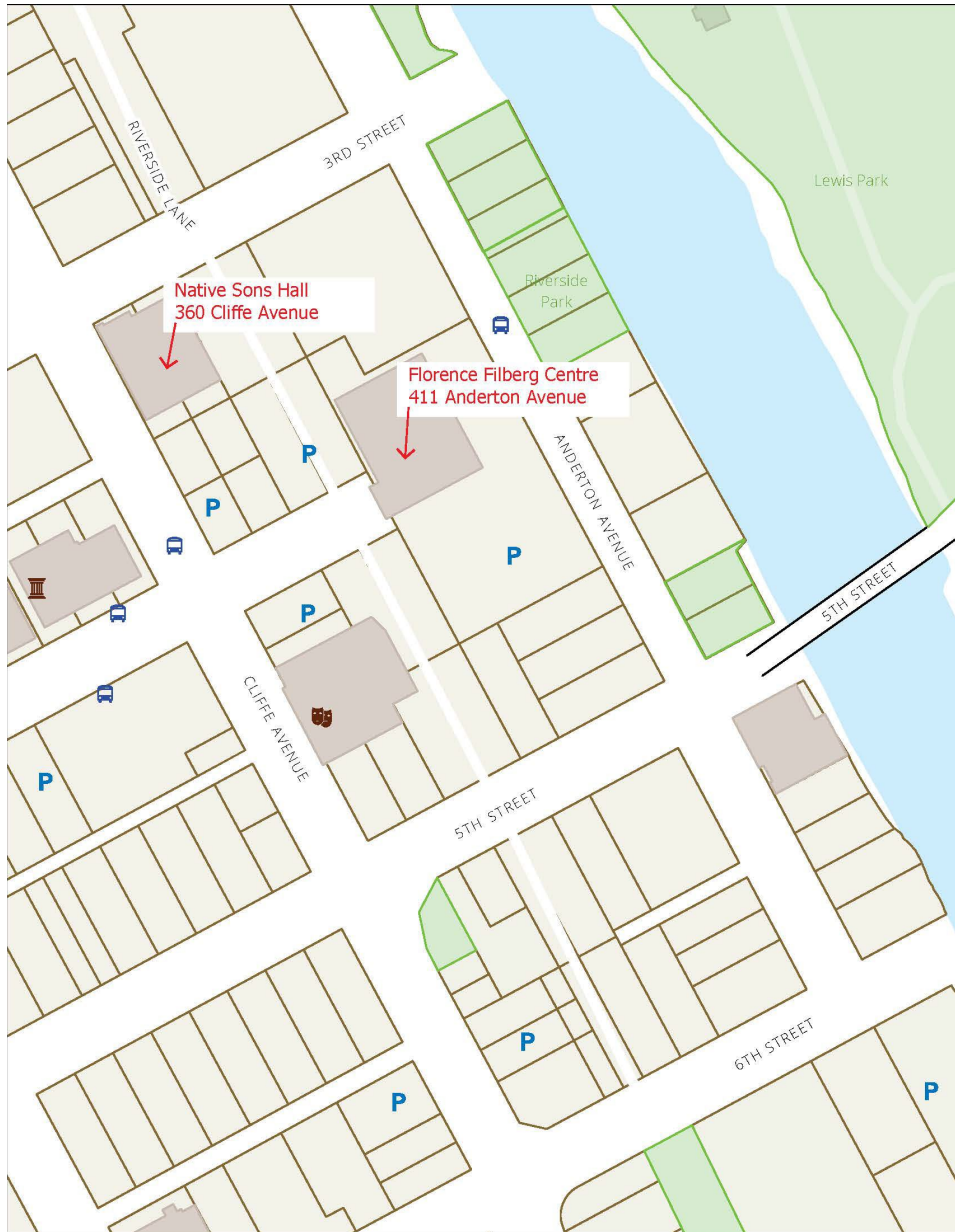 RIVERSIDE LANE
3RD STREET
Lewis Park
Native Sons Hall
360 Cliffe Avenue
Riverside
Park
Florence Filberg Centre
411 Anderton Avenue
P
ANDERTON AVENUE
P
P
5TH STREET
P
CLIFFE AVENUE
P
5TH STREET
P
6TH STREET
P
P